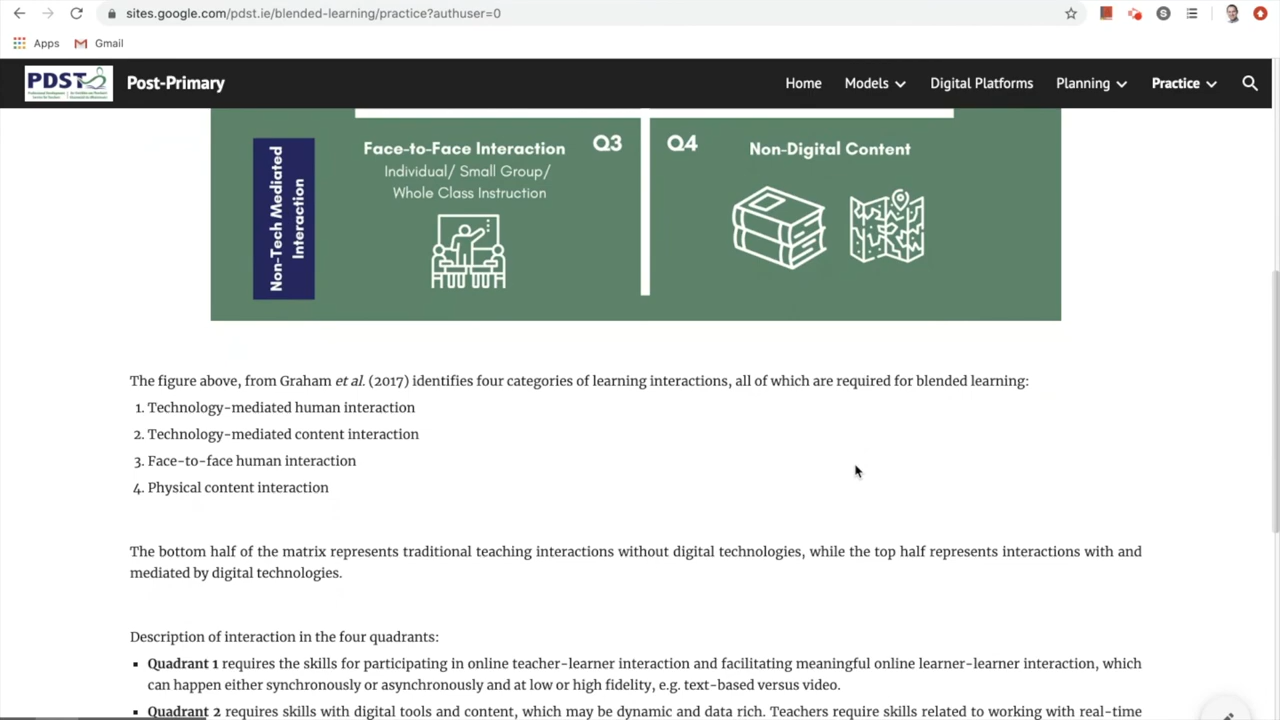 sites.google.com/pdst.ie/blended-learning/practice?authuser=0
Apps Gmail
PDST Post-Primary Home Models Digital Platforms Planning Practice
Non-Tech Mediated
Interaction
Face-to-Face Interaction Q3
Individual/ Small Group/
Whole Class Instruction
Q4 Non-Digital Content
The figure above, from Graham et al. (2017) identifies four categories of learning interactions, all of which are required for blended learning:
1. Technology-mediated human interaction
2. Technology-mediated content interaction
3. Face-to-face human interaction
4. Physical content interaction
The bottom half of the matrix represents traditional teaching interactions without digital technologies, while the top half represents interactions with and
mediated by digital technologies.
Description of interaction in the four quadrants:
▪ Quadrant 1 requires the skills for participating in online teacher-learner interaction and facilitating meaningful online learner-learner interaction, which
can happen either synchronously or asynchronously and at low or high fidelity, e.g. text-based versus video.
▪ Quadrant 2 requires skills with digital tools and content, which may be dynamic and data rich. Teachers require skills related to working with real-time